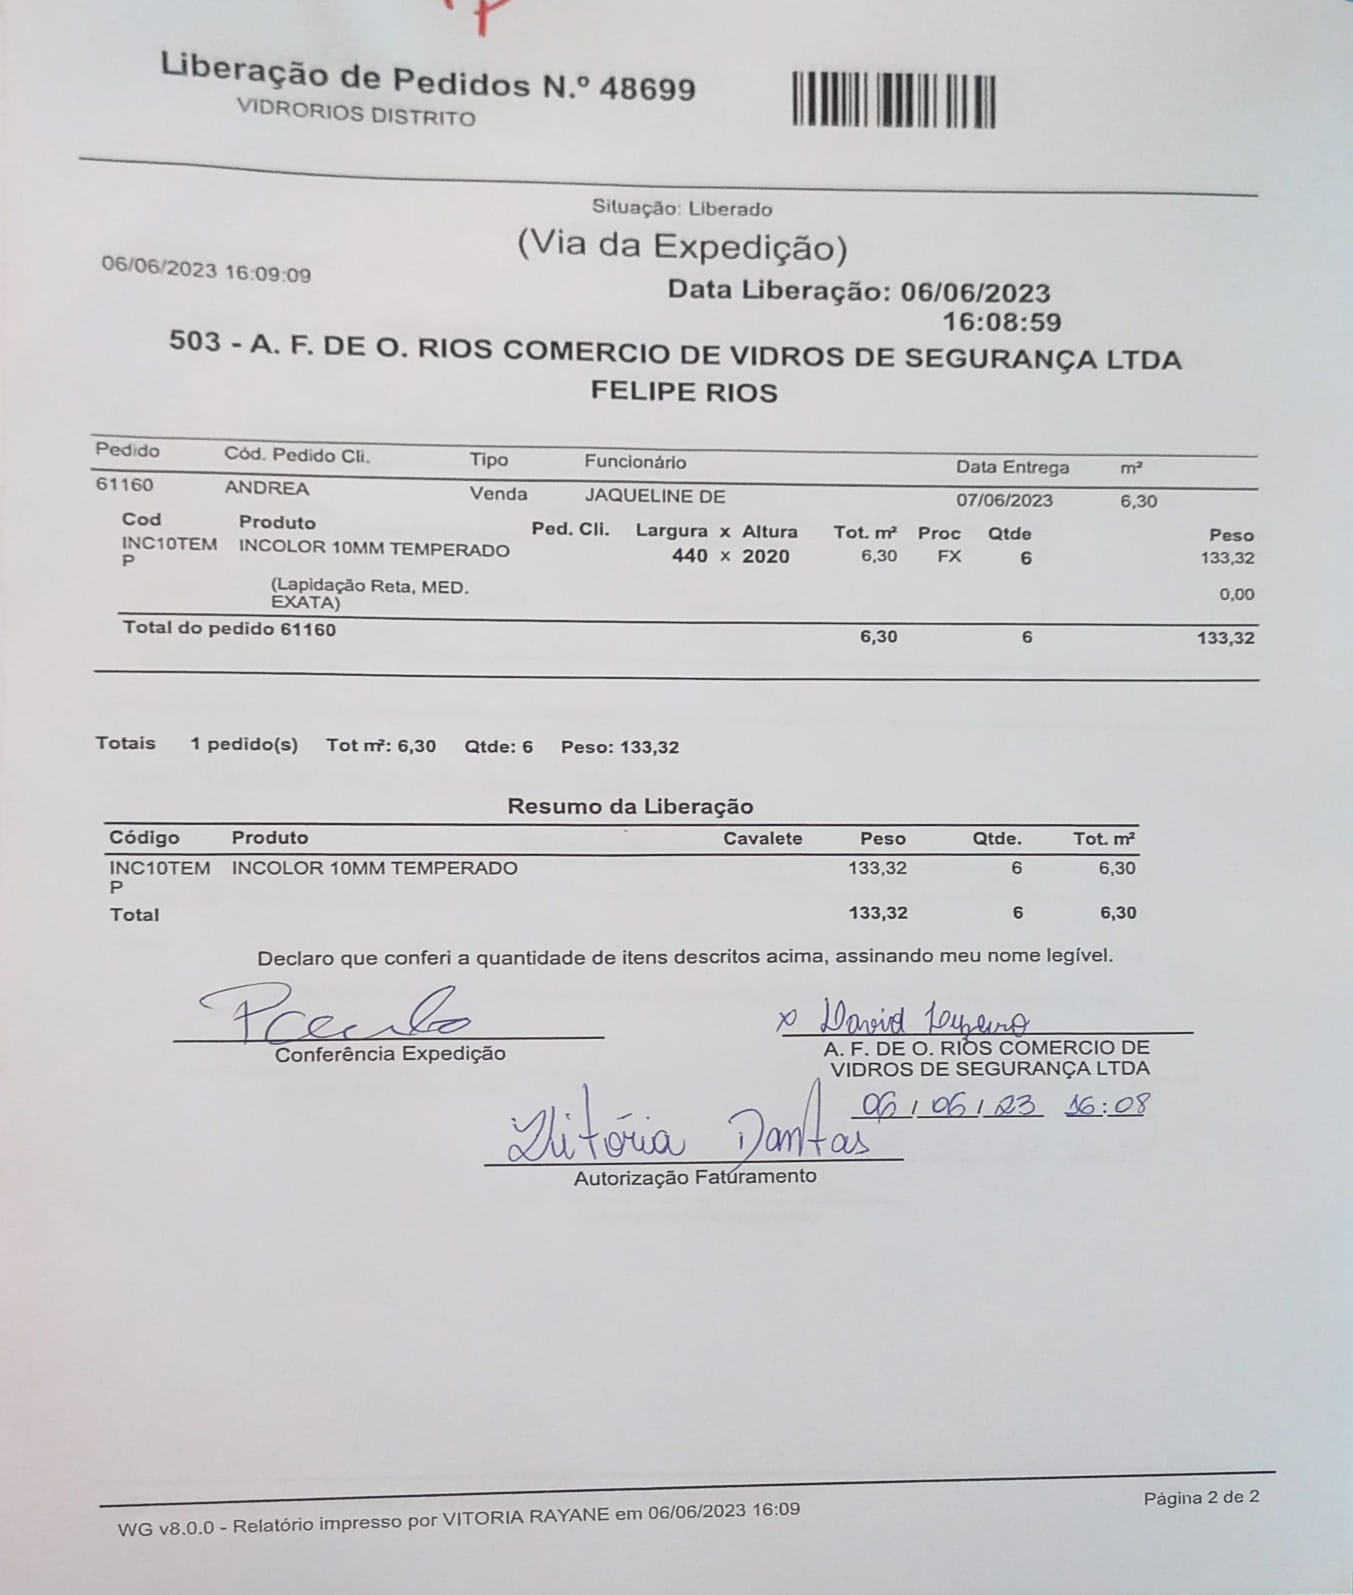 Liberação de Pedidos N.º 48699
VIDRORIOS DISTRITO
Situação: Liberado
(Via da Expedição)
06/06/2023 16:09:09
Data Liberação: 06/06/2023
16:08:59
503 - A. F. DE O. RIOS COMERCIO DE VIDROS DE SEGURANÇA LTDA
FELIPE RIOS
Pedido Cód. Pedido Cli. Tipo Funcionário Data Entrega m²
61160 ANDREA Venda JAQUELINE DE 07/06/2023 6,30
Cod Produto Ped. Cli. Largura x Altura Tot. m² Proc Qtde Peso
INC10TEM INCOLOR 10MM TEMPERADO 440 x 2020 6,30 FX 6 133,32
P
(Lapidação Reta, MED. 0,00
EXATA)
Total do pedido 61160 6,30 6 133,32
Totais 1 pedido(s) Tot m²: 6,30 Qtde: 6 Peso: 133,32
Resumo da Liberação
Código Produto Cavalete Peso Qtde. Tot. m²
INC10TEM INCOLOR 10MM TEMPERADO 133,32 6 6,30
P
Total 133,32 6 6,30
Declaro que conferi a quantidade de itens descritos acima, assinando meu nome legível.
x David
Conferência Expedição A. F. DE O. RIOS COMERCIO DE
VIDROS DE SEGURANÇA LTDA
06/06/23 16:08
Vitória Dantas
Autorização Faturamento
WG v8.0.0 - Relatório impresso por VITORIA RAYANE em 06/06/2023 16:09
Página 2 de 2